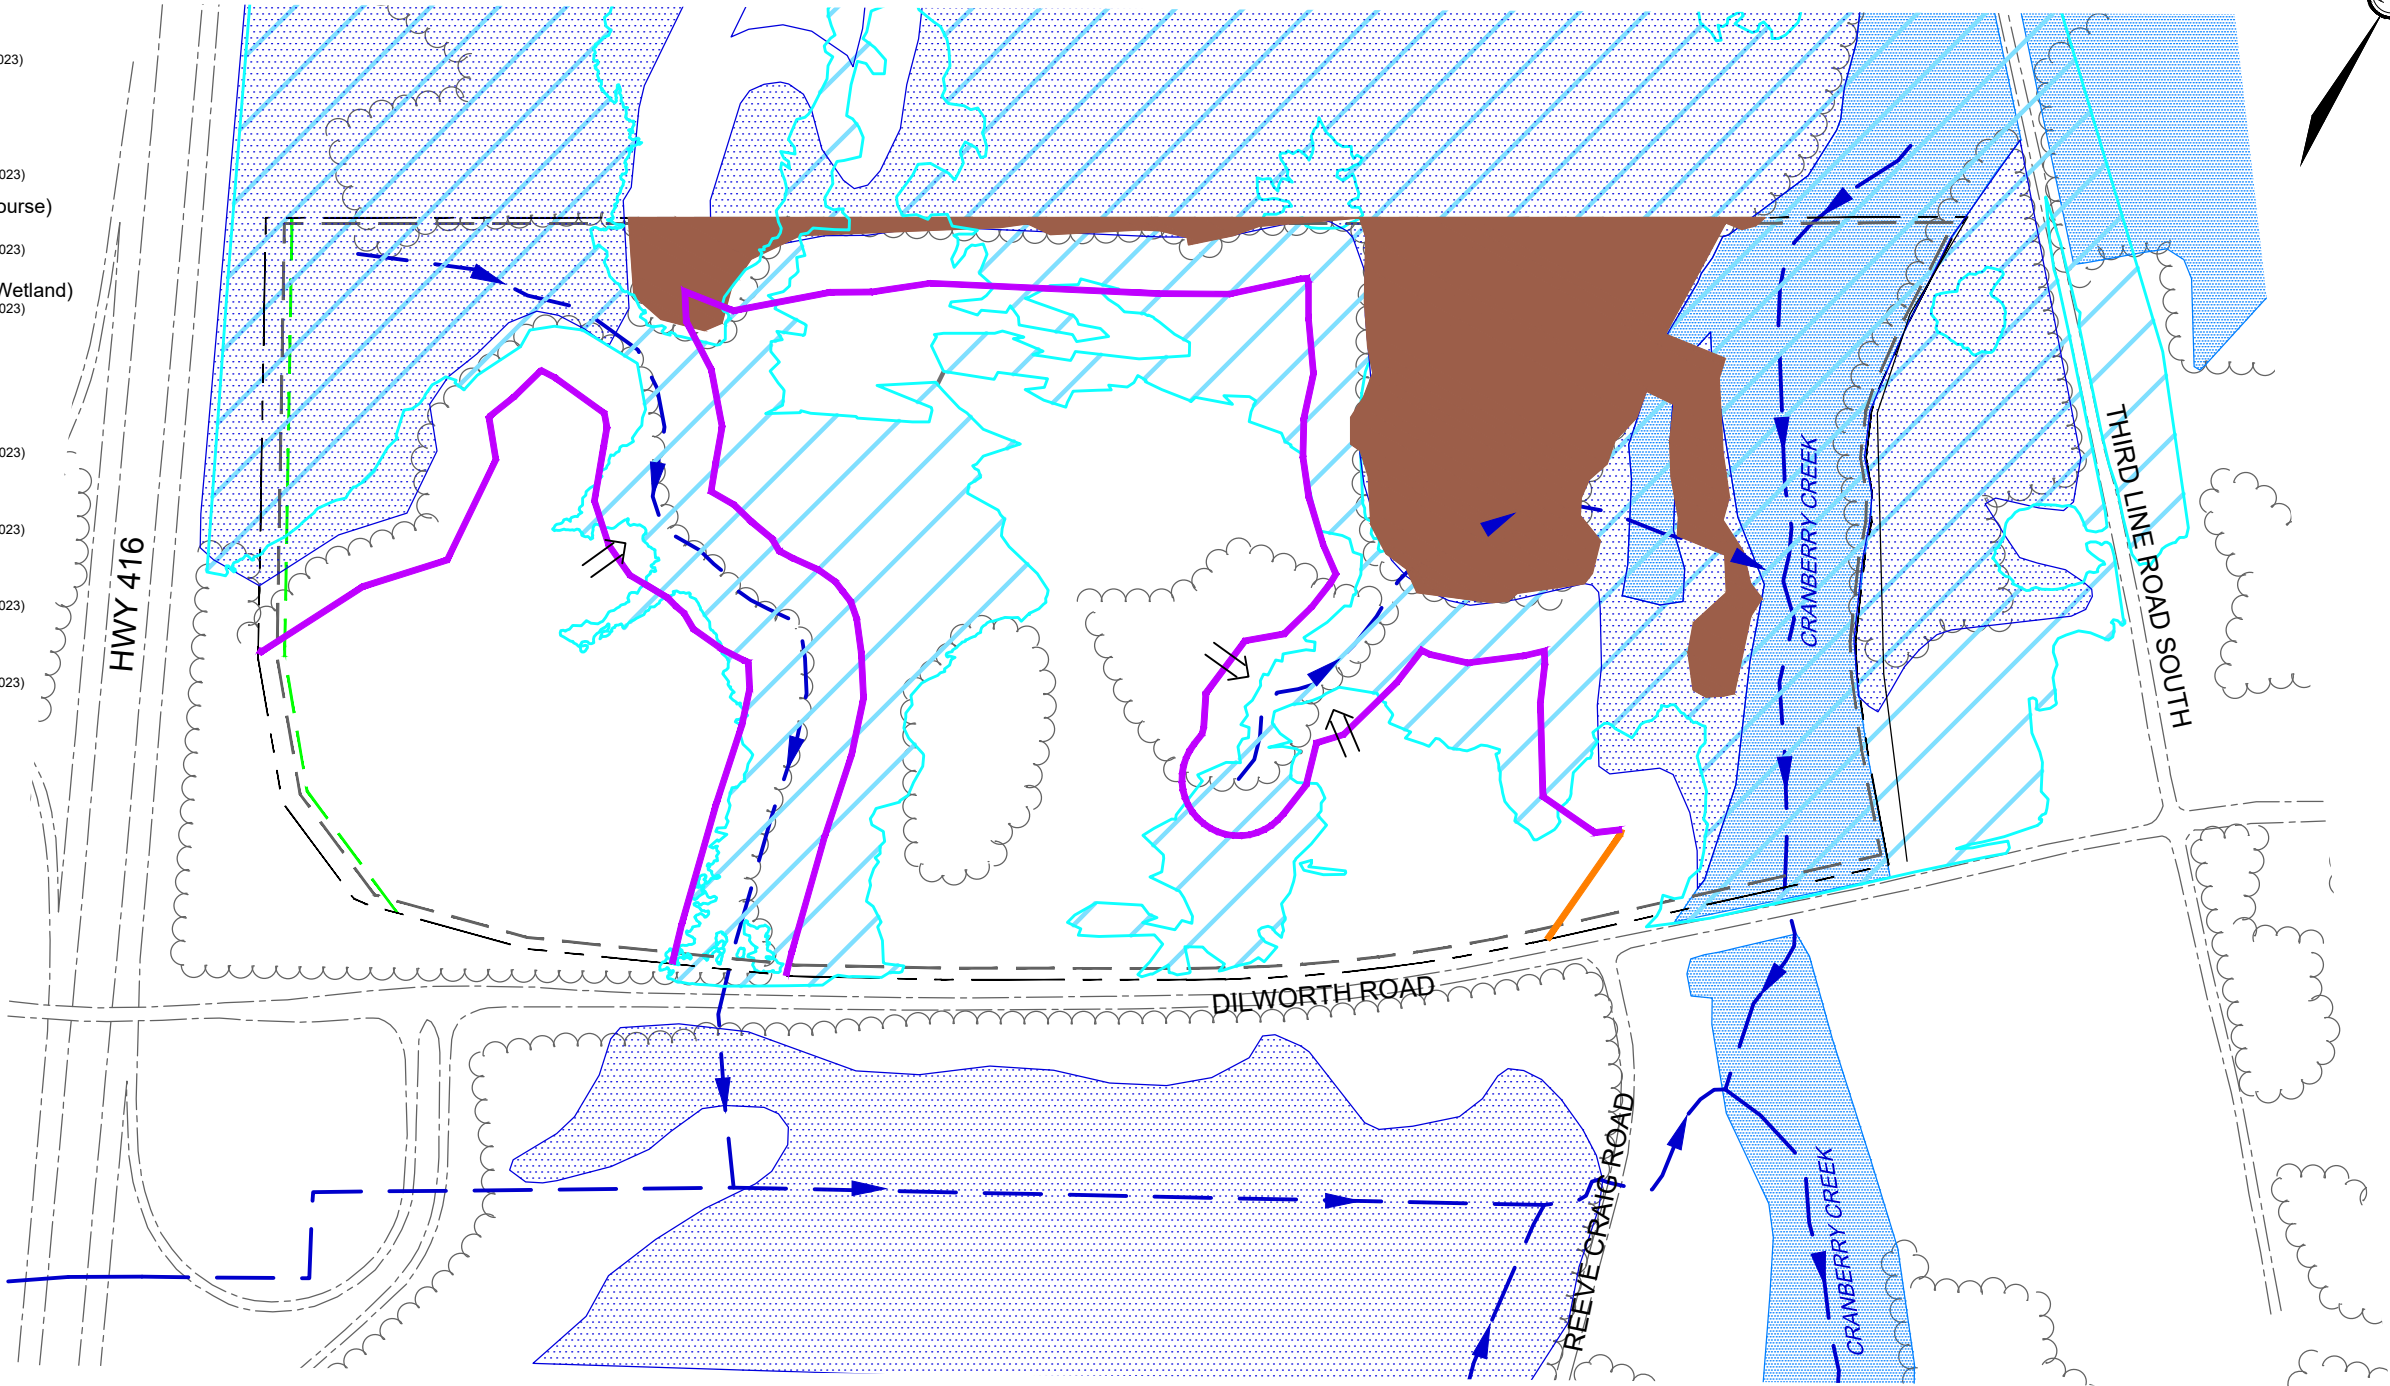 023)
023)
ourse)
023)
Wetland)
023)
023)
023)
023)
023)
HWY 416
CRANBERRY CREEK
THIRD LINE ROAD SOUTH
DILWORTH ROAD
REEVE CRAIG ROAD
CRANBERRY CREEK